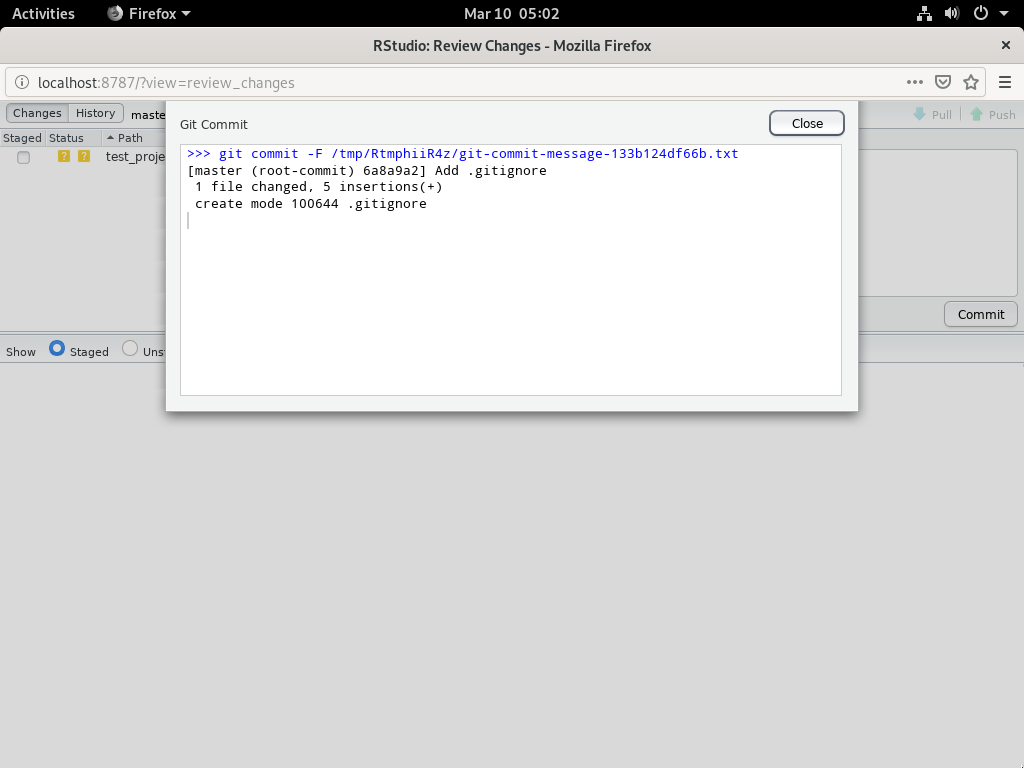 Activities Firefox Mar 10 05:02
RStudio: Review Changes - Mozilla Firefox ×
localhost:8787/?view=review_changes
Changes History maste Pull Push
Git Commit Close
Staged Status Path
? ? test_proje
>>> git commit -F /tmp/RtmphiiR4z/git-commit-message-133b124df66b.txt
[master (root-commit) 6a8a9a2] Add .gitignore
1 file changed, 5 insertions(+)
create mode 100644 .gitignore
Commit
Show Staged Uns